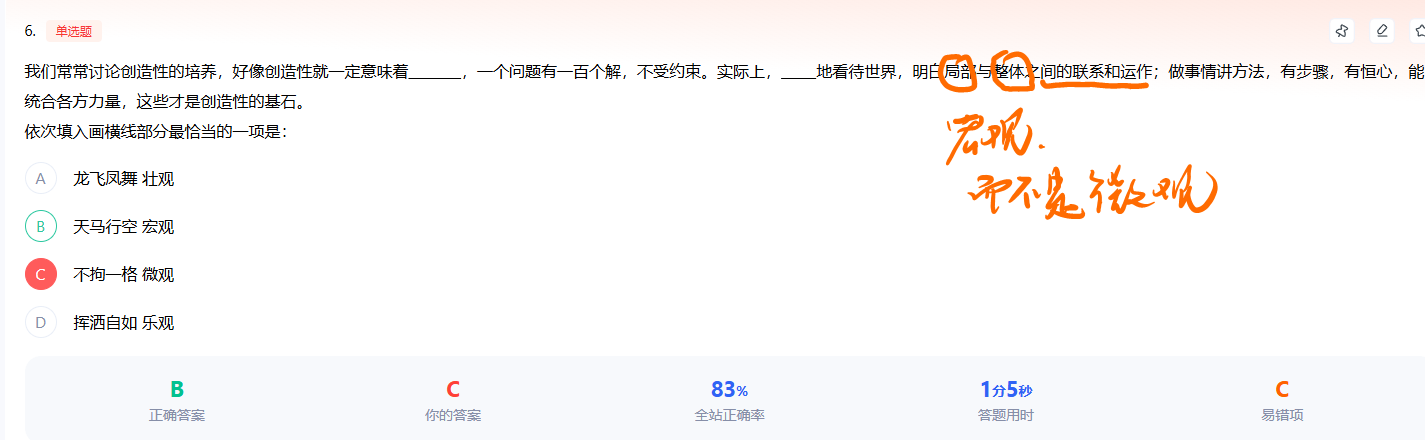 6. 单选题
我们常常讨论创造性的培养，好像创造性就一定意味着______，一个问题有一百个解，不受约束。实际上，____地看待世界，明白局部与整体之间的联系和运作；做事情讲方法，有步骤，有恒心，能
统合各方力量，这些才是创造性的基石。
依次填入画横线部分最恰当的一项是：
宏观.
而不是微观
A 龙飞凤舞 壮观
B 天马行空 宏观
C 不拘一格 微观
D 挥洒自如 乐观
B C 83% 1分5秒 C
正确答案 你的答案 全站正确率 答题用时 易错项